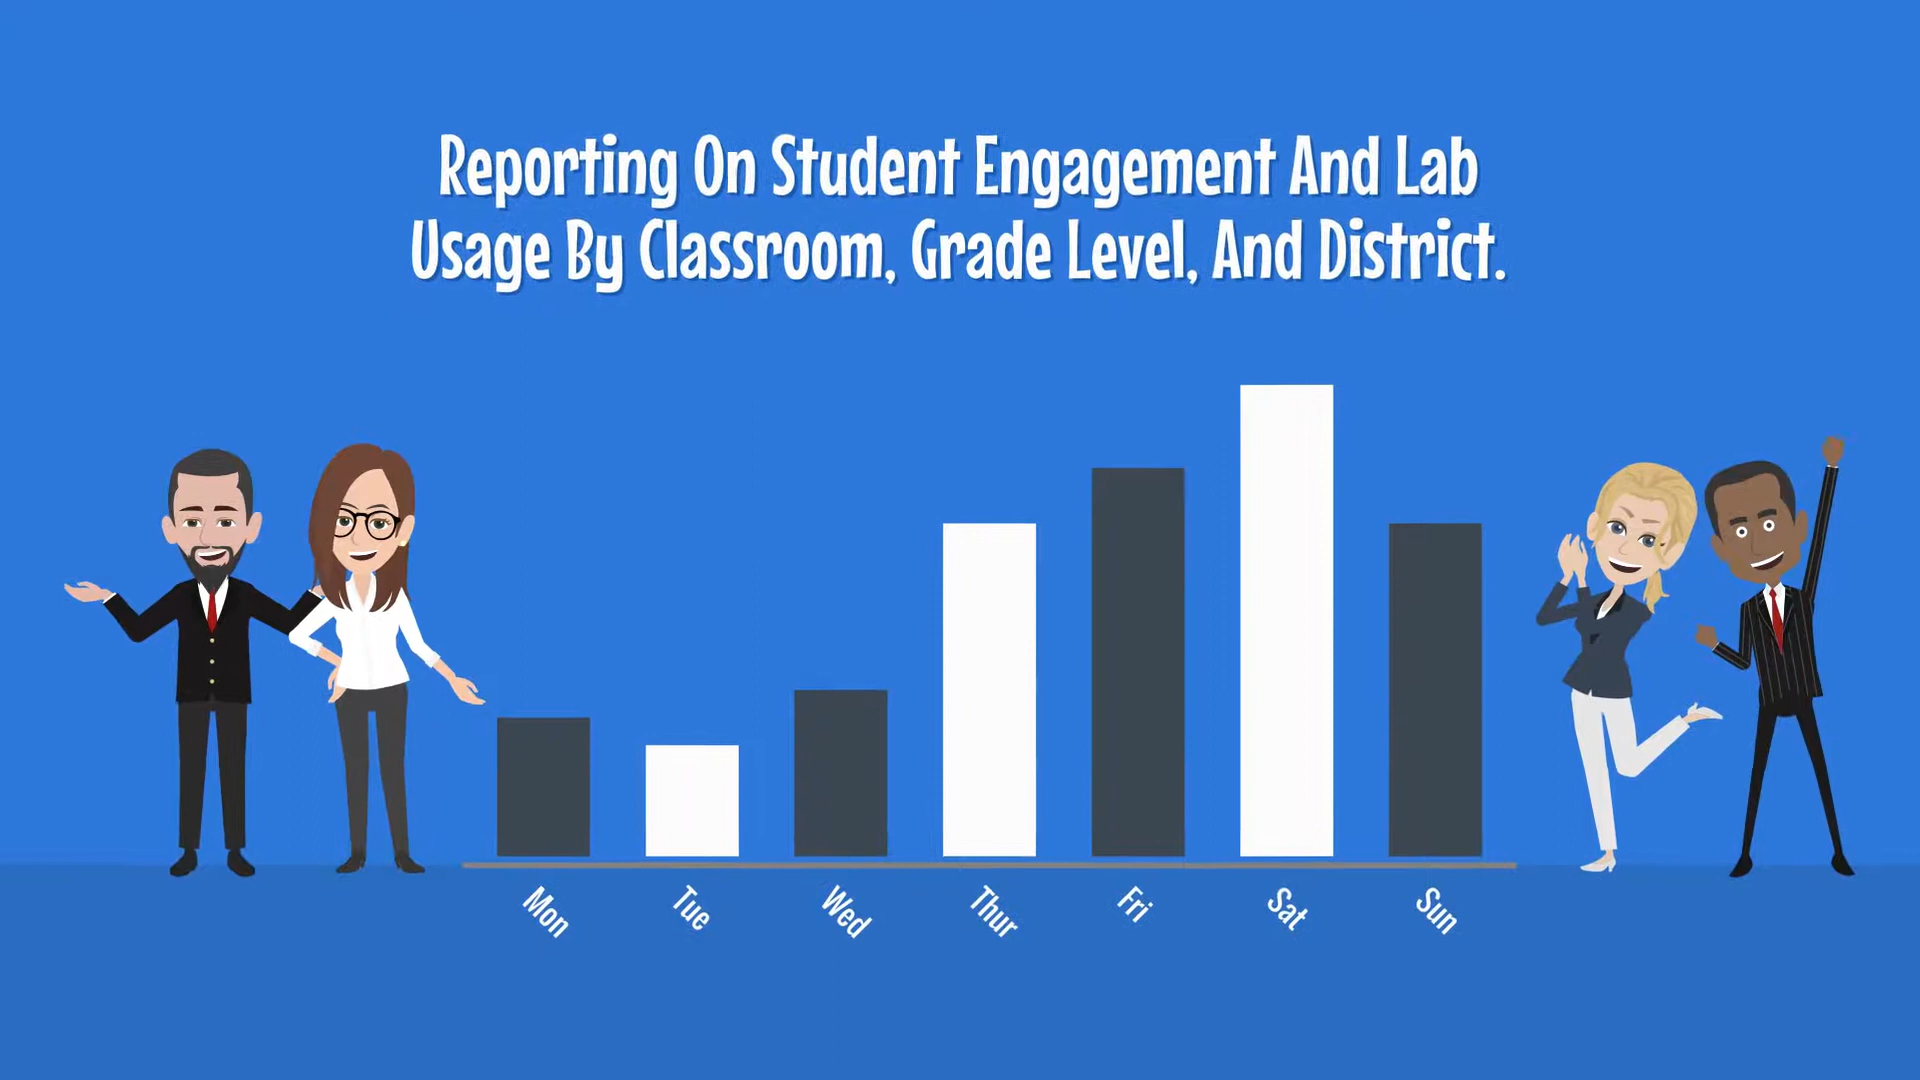 Reporting On Student Engagement And Lab
Usage By Classroom, Grade Level, And District.
Mon
Tue
Wed
Thur
Fri
Sat
Sun